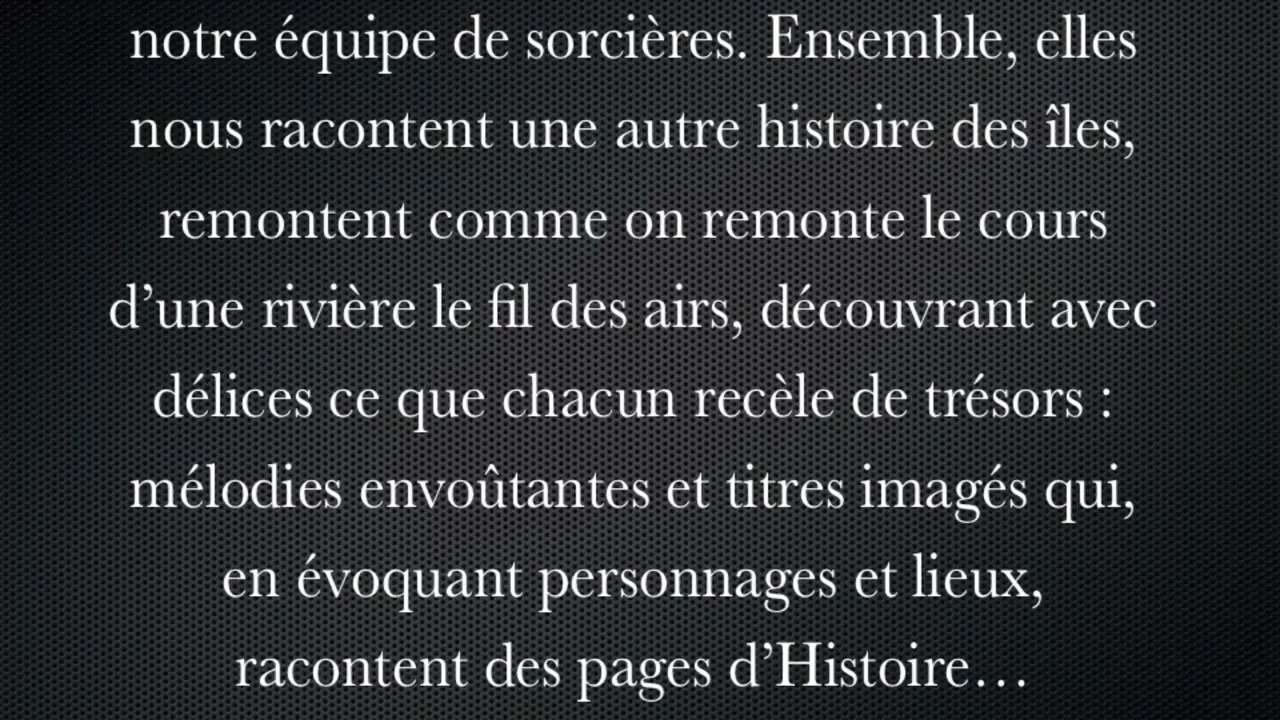 notre équipe de sorcières. Ensemble, elles
nous racontent une autre histoire des îles,
remontent comme on remonte le cours
d’une rivière le fil des airs, découvrant avec
délices ce que chacun recèle de trésors :
mélodies envoûtantes et titres imagés qui,
en évoquant personnages et lieux,
racontent des pages d’Histoire…